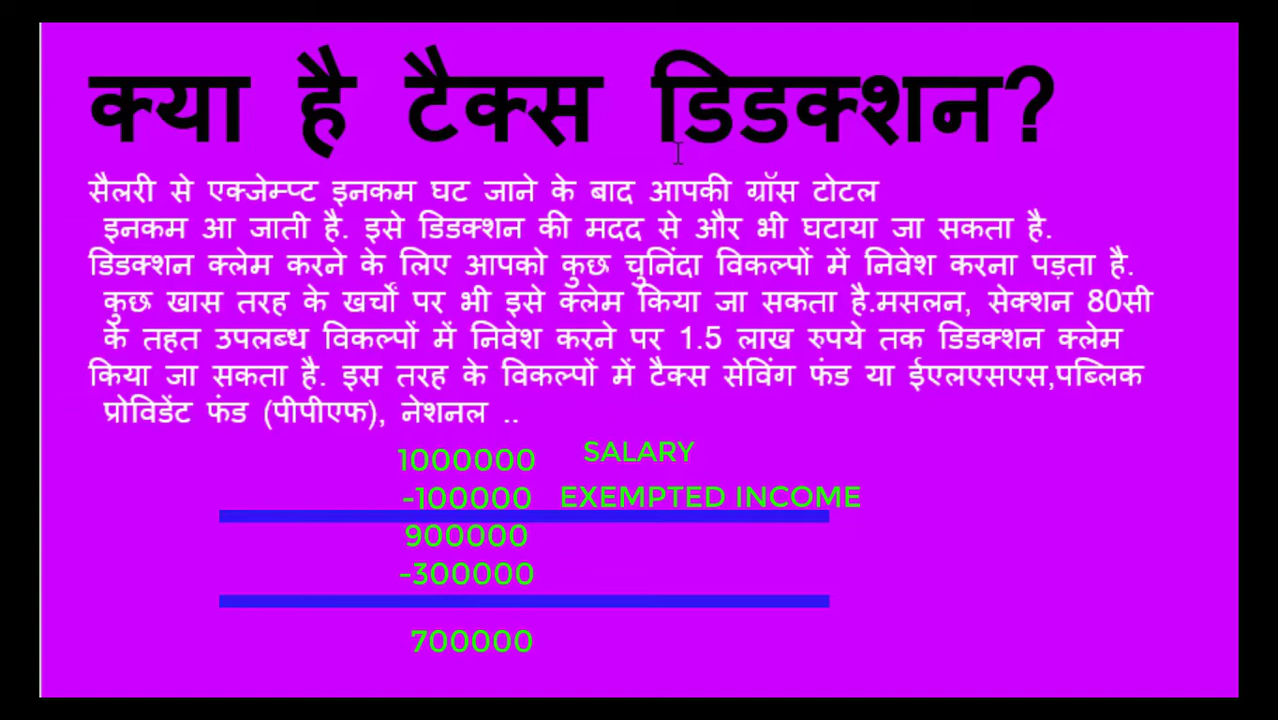 क्या है टैक्स डिडक्शन?
सैलरी से एक्जेम्प्ट इनकम घट जाने के बाद आपकी ग्रॉस टोटल
इनकम आ जाती है. इसे डिडक्शन की मदद से और भी घटाया जा सकता है.
डिडक्शन क्लेम करने के लिए आपको कुछ चुनिंदा विकल्पों में निवेश करना पड़ता है.
कुछ खास तरह के खर्चों पर भी इसे क्लेम किया जा सकता है.मसलन, सेक्शन 80सी
के तहत उपलब्ध विकल्पों में निवेश करने पर 1.5 लाख रुपये तक डिडक्शन क्लेम
किया जा सकता है. इस तरह के विकल्पों में टैक्स सेविंग फंड या ईएलएसएस,पब्लिक
प्रोविडेंट फंड (पीपीएफ), नेशनल ..
1000000 SALARY
-100000 EXEMPTED INCOME
900000
-300000
700000